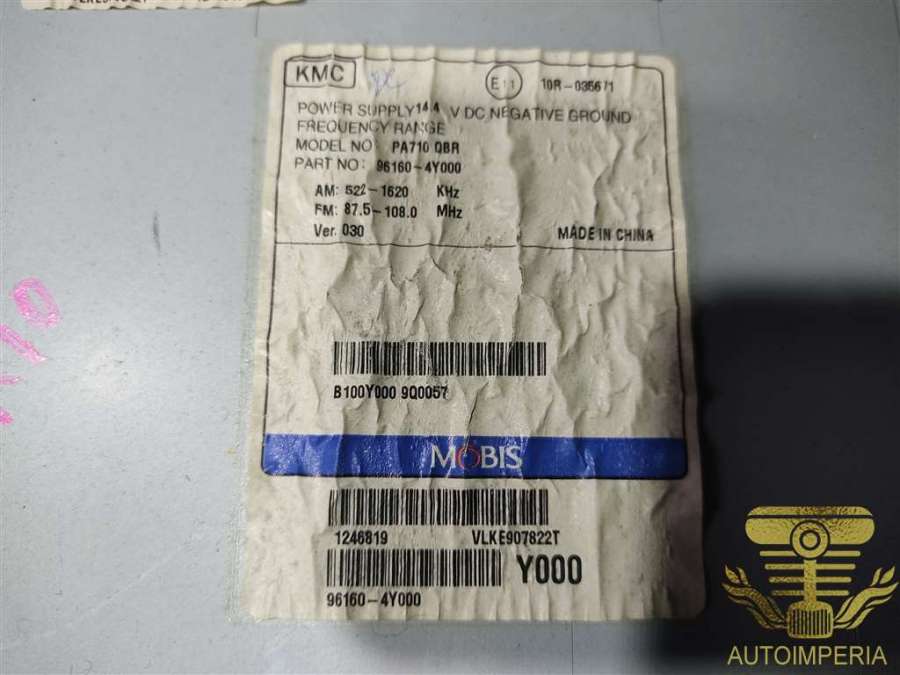 KMC
E11 10R-035671
POWER SUPPLY 14.4 V DC NEGATIVE GROUND
FREQUENCY RANGE
MODEL NO PA710 QBR
PART NO: 96160-4Y000
AM: 522-1620 KHz
FM: 87.5-108.0 MHz
Ver. 030 MADE IN CHINA
B100Y000 9Q0057
MOBIS
1246819 VLKE907822T
Y000
96160-4Y000
AUTOIMPERIA